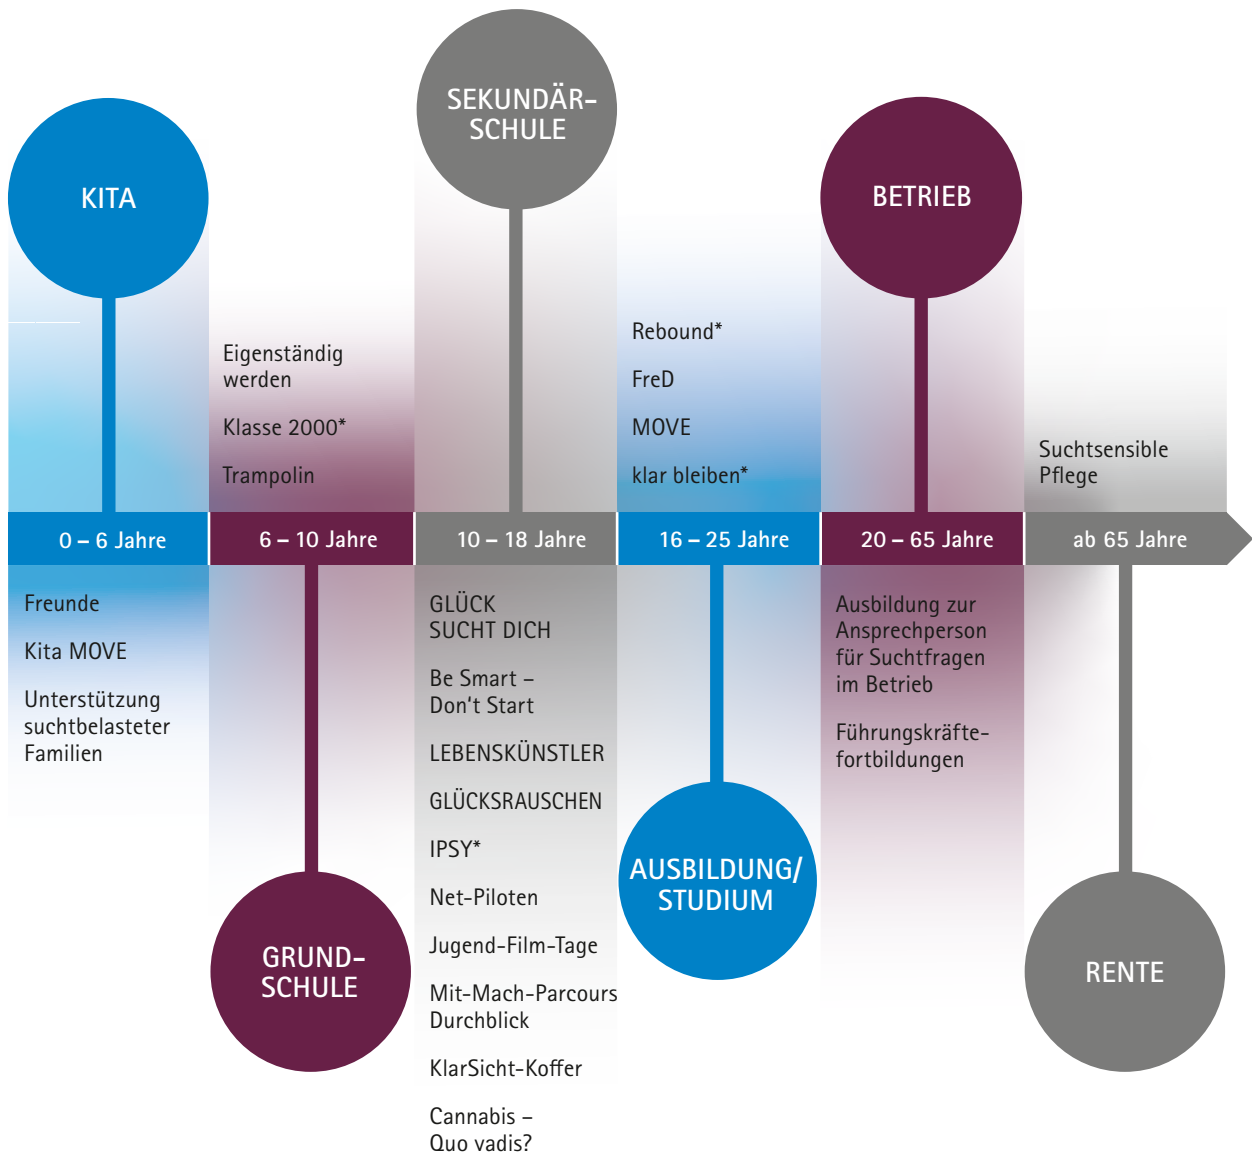 KITA
0 – 6 Jahre
Freunde
Kita MOVE
Unterstützung
suchtbelasteter
Familien
Eigenständig
werden
Klasse 2000*
Trampolin
6 – 10 Jahre
GRUND-
SCHULE
SEKUNDÄR-
SCHULE
10 – 18 Jahre
GLÜCK
SUCHT DICH
Be Smart –
Don't Start
LEBENSKÜNSTLER
GLÜCKSRAUSCHEN
IPSY*
Net-Piloten
Jugend-Film-Tage
Mit-Mach-Parcours
Durchblick
KlarSicht-Koffer
Cannabis –
Quo vadis?
Rebound*
FreD
MOVE
klar bleiben*
16 – 25 Jahre
AUSBILDUNG/
STUDIUM
BETRIEB
20 – 65 Jahre
Ausbildung zur
Ansprechperson
für Suchtfragen
im Betrieb
Führungskräfte-
fortbildungen
Suchtsensible
Pflege
ab 65 Jahre
RENTE